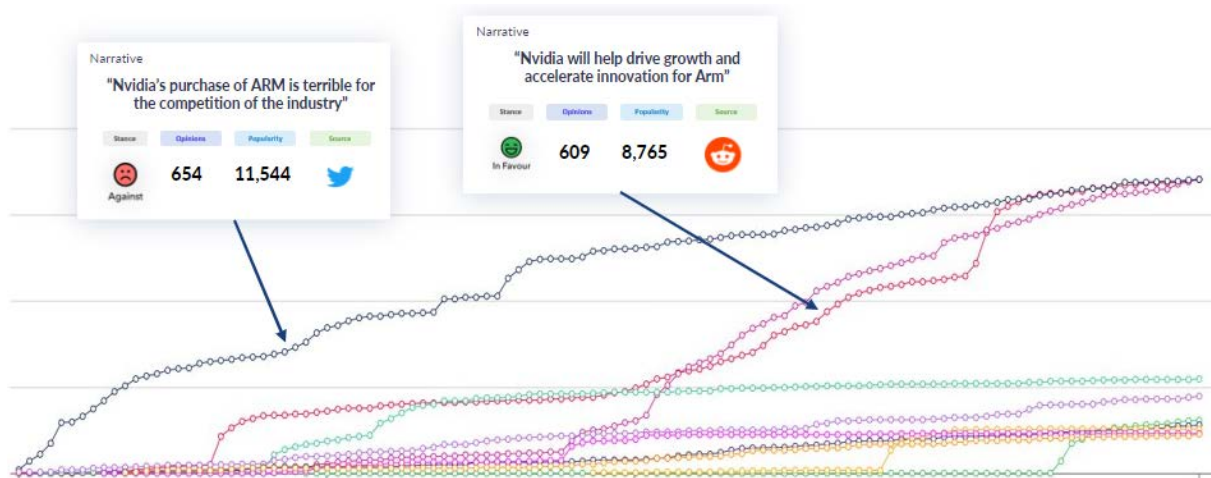 Narrative
“Nvidia’s purchase of ARM is terrible for
the competition of the industry”
Stance Opinions Popularity Source
654 11,544
Against
Narrative
“Nvidia will help drive growth and
accelerate innovation for Arm”
Stance Opinions Popularity Source
609 8,765
In Favour